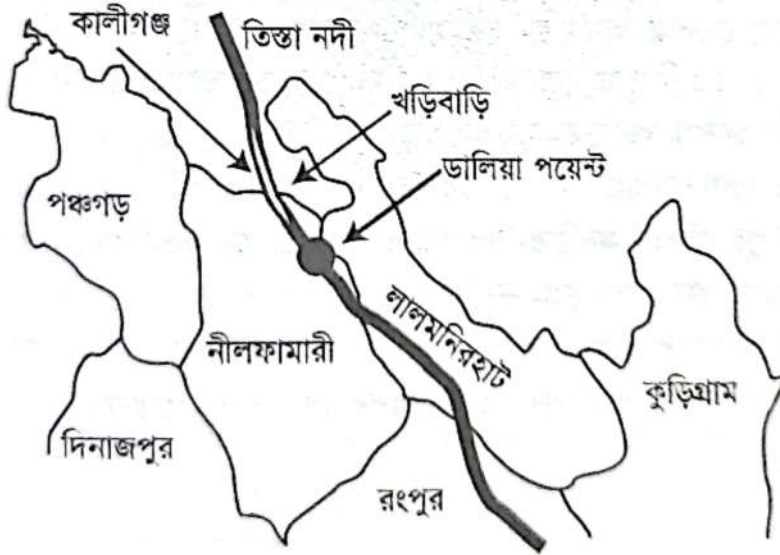 কালীগঞ্জ
তিস্তা নদী
খড়িবাড়ি
ডালিয়া পয়েন্ট
পঞ্চগড়
লালমনিরহাট
নীলফামারী
কুড়িগ্রাম
দিনাজপুর
রংপুর